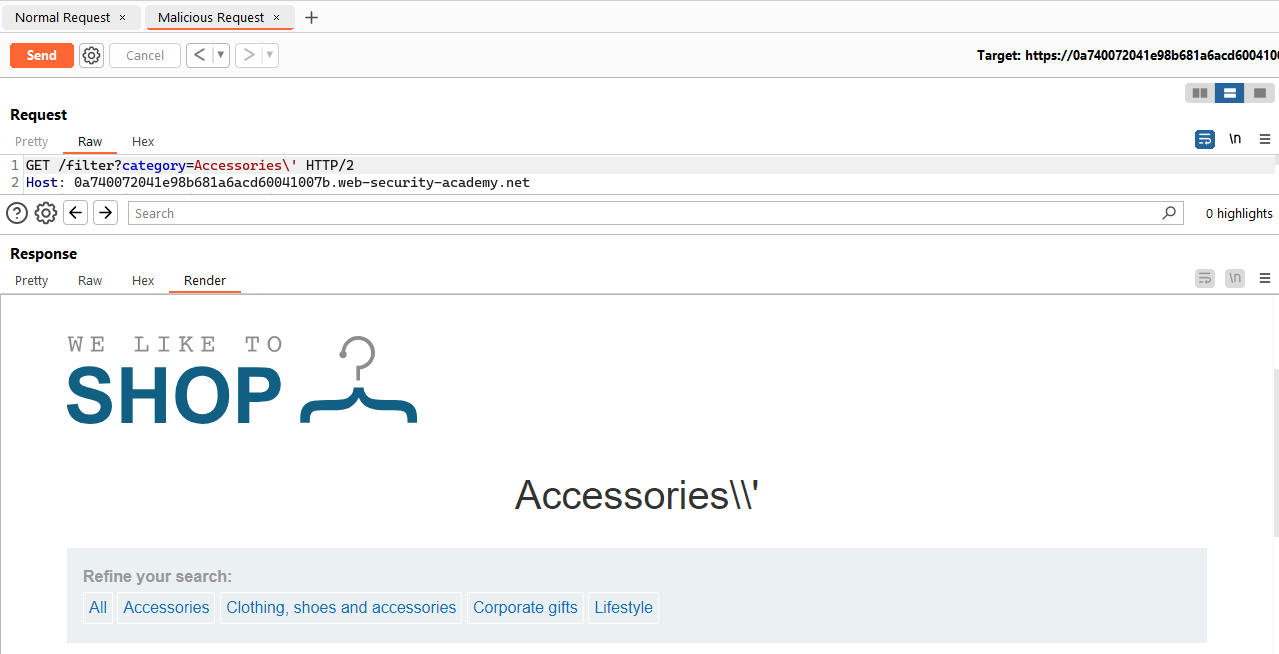 Normal Request × Malicious Request × +
Send Cancel < ▼ > ▼ Target: https://0a740072041e98b681a6acd6004100
Request
Pretty Raw Hex \n
1 GET /filter?category=Accessories\' HTTP/2
2 Host: 0a740072041e98b681a6acd60041007b.web-security-academy.net
? Search 0 highlights
Response
Pretty Raw Hex Render \n
WE LIKE TO
SHOP
Accessories\\'
Refine your search:
All Accessories Clothing, shoes and accessories Corporate gifts Lifestyle